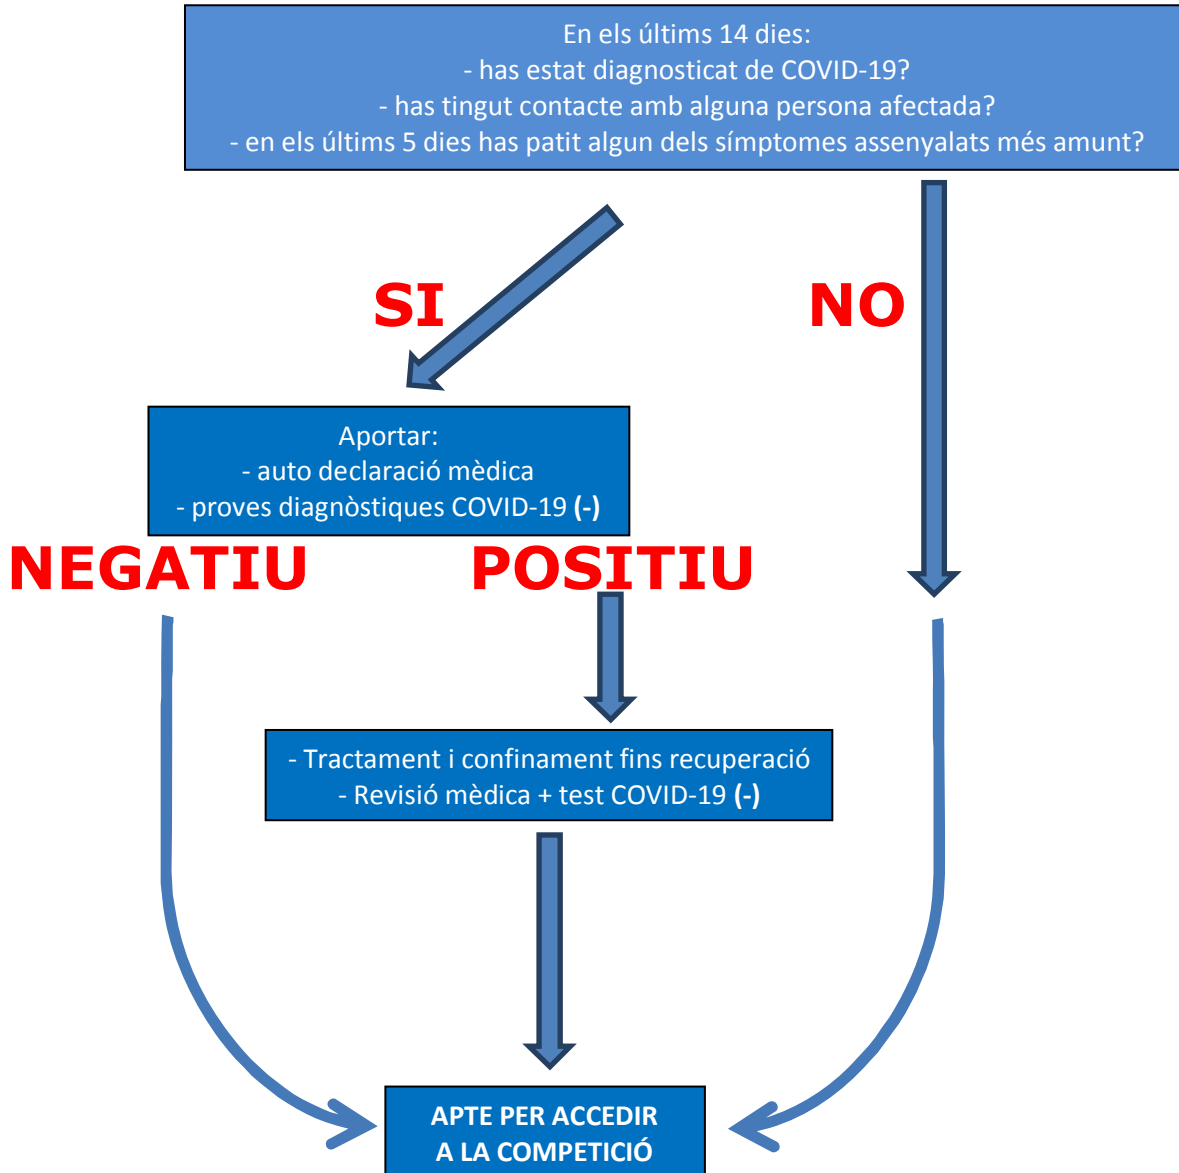 En els últims 14 dies:
- has estat diagnosticat de COVID-19?
- has tingut contacte amb alguna persona afectada?
- en els últims 5 dies has patit algun dels símptomes assenyalats més amunt?
SI
NO
Aportar:
- auto declaració mèdica
- proves diagnòstiques COVID-19 (-)
NEGATIU
POSITIU
- Tractament i confinament fins recuperació
- Revisió mèdica + test COVID-19 (-)
APTE PER ACCEDIR
A LA COMPETICIÓ